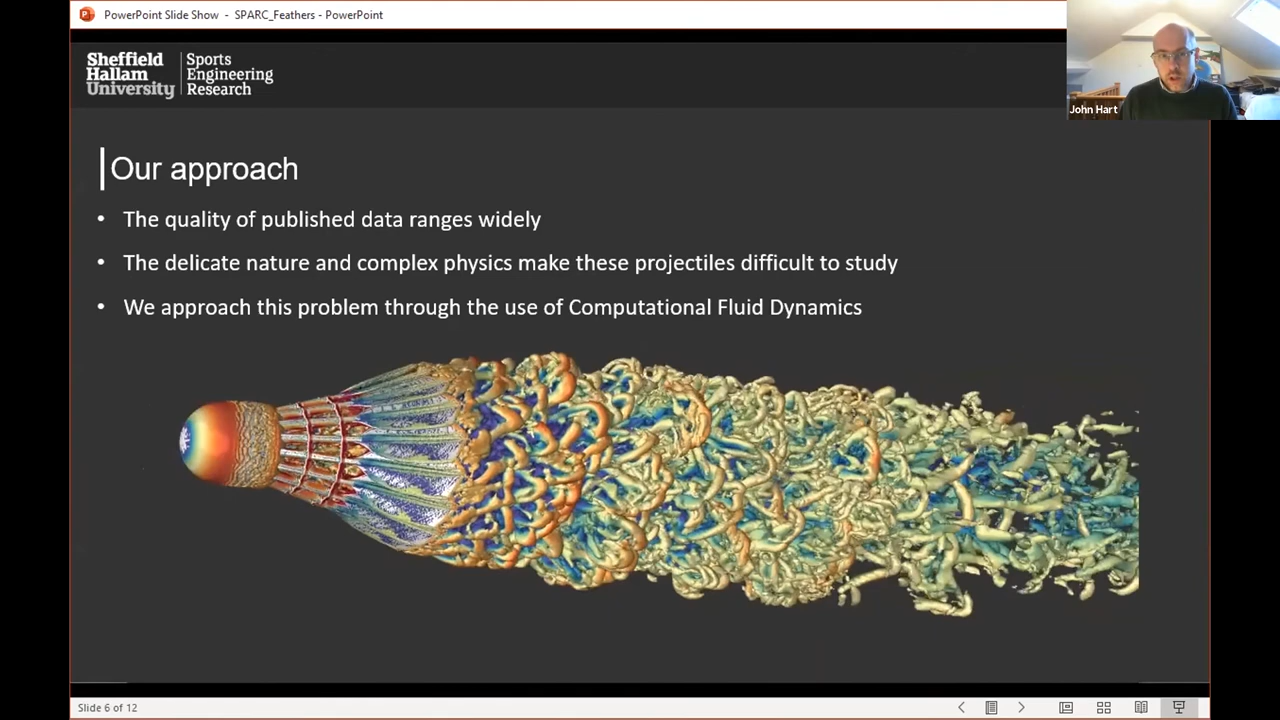 PowerPoint Slide Show - SPARC_Feathers - PowerPoint
Sheffield
Hallam
University
Sports
Engineering
Research
John Hart
Our approach
• The quality of published data ranges widely
• The delicate nature and complex physics make these projectiles difficult to study
• We approach this problem through the use of Computational Fluid Dynamics
Slide 6 of 12